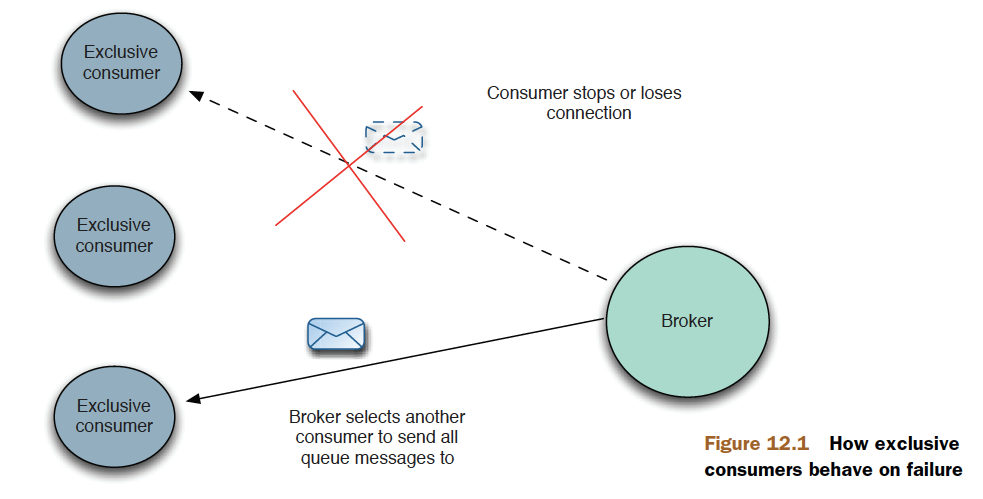 Exclusive
consumer
Consumer stops or loses
connection
Exclusive
consumer
Broker
Exclusive
consumer
Broker selects another
consumer to send all
queue messages to
Figure 12.1 How exclusive
consumers behave on failure